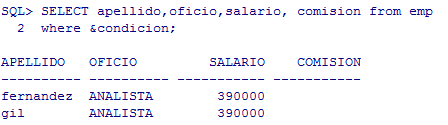 SQL> SELECT apellido,oficio,salario, comision from emp
  2  where &condicion;
APELLIDO   OFICIO        SALARIO    COMISION
---------- ---------- ----------- -----------
fernandez  ANALISTA       390000
gil        ANALISTA       390000